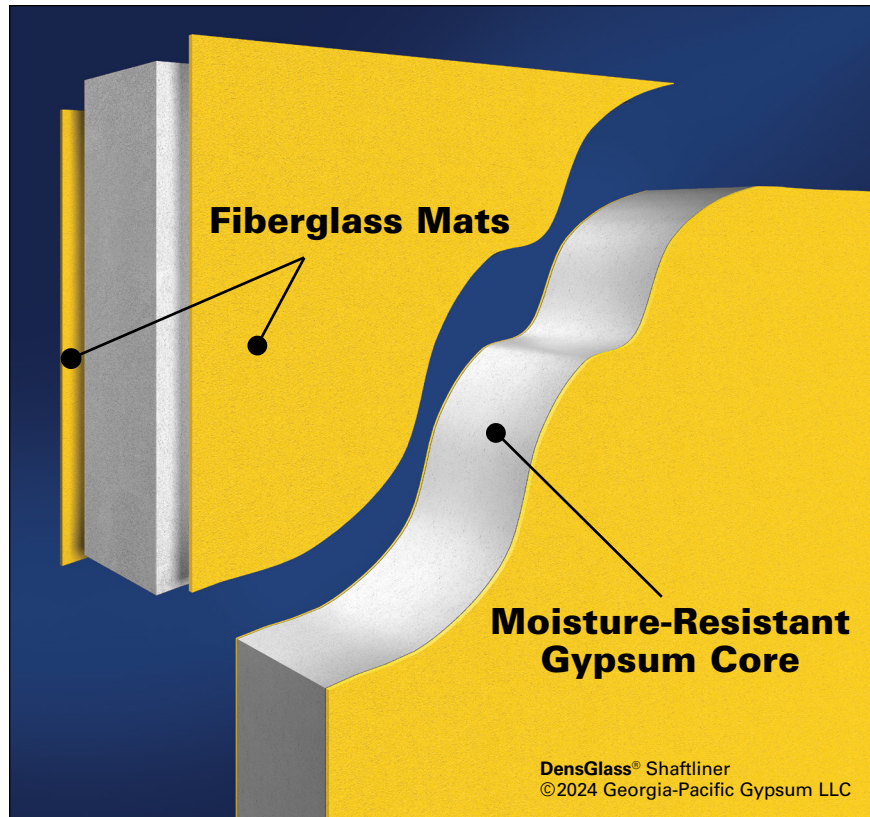 Fiberglass Mats
Moisture-Resistant
Gypsum Core
DensGlass® Shaftliner
©2024 Georgia-Pacific Gypsum LLC